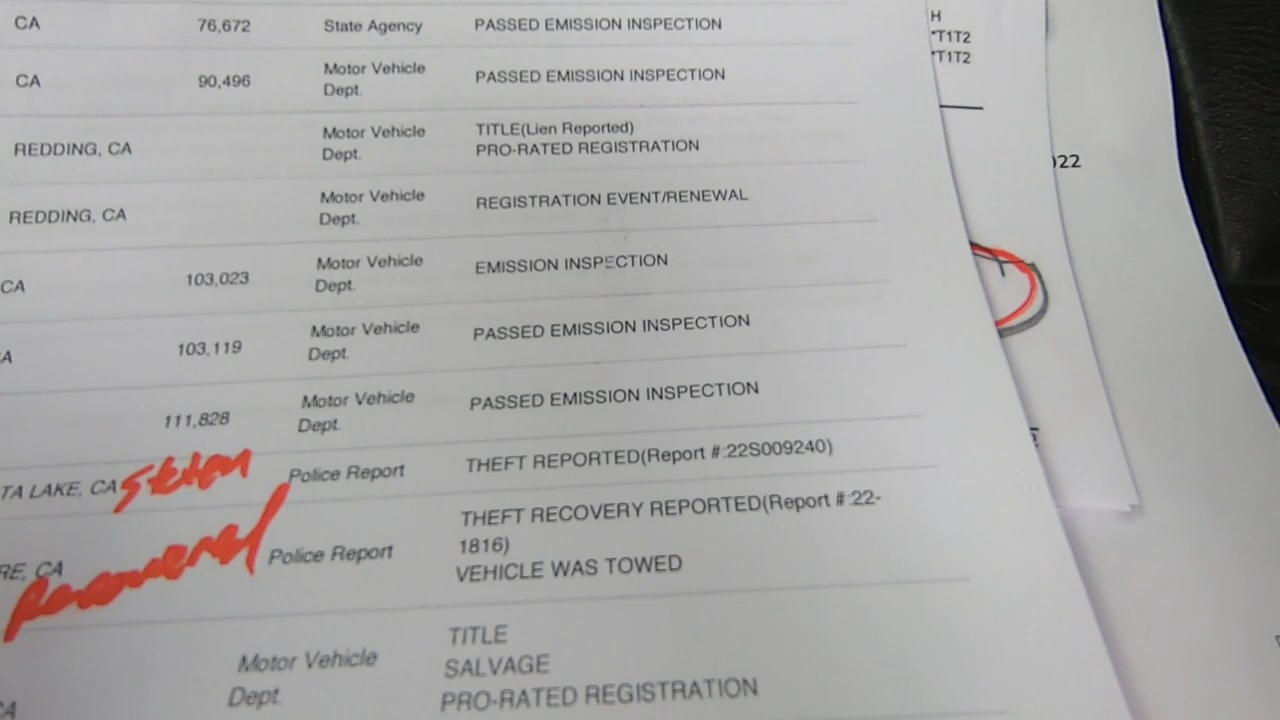 CA 76,672 State Agency PASSED EMISSION INSPECTION
CA 90,496 Motor Vehicle Dept. PASSED EMISSION INSPECTION
REDDING, CA Motor Vehicle Dept. TITLE(Lien Reported)
PRO-RATED REGISTRATION
REDDING, CA Motor Vehicle Dept. REGISTRATION EVENT/RENEWAL
CA 103,023 Motor Vehicle Dept. EMISSION INSPECTION
A 103,119 Motor Vehicle Dept. PASSED EMISSION INSPECTION
111,828 Motor Vehicle Dept. PASSED EMISSION INSPECTION
TA LAKE, CA Stolen Police Report THEFT REPORTED(Report #:22S009240)
RE, CA Recovered Police Report THEFT RECOVERY REPORTED(Report #:22-
1816)
VEHICLE WAS TOWED
CA Motor Vehicle Dept. TITLE
SALVAGE
PRO-RATED REGISTRATION
H
*T1T2
*T1T2
022